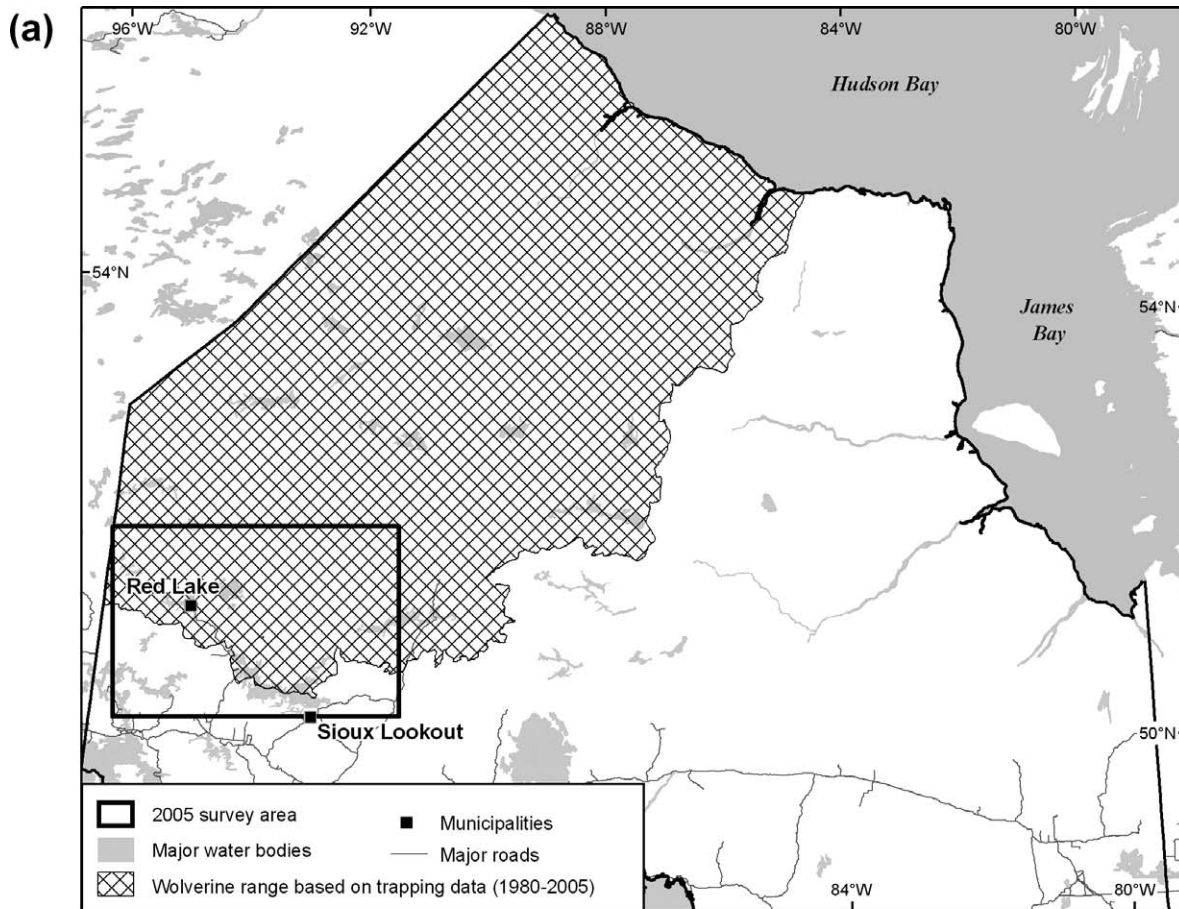 (a)
96°W 92°W 88°W 84°W 80°W
Hudson Bay
54°N
James
Bay
54°N
Red Lake
Sioux Lookout
50°N
2005 survey area
Municipalities
Major water bodies
Major roads
Wolverine range based on trapping data (1980-2005)
84°W 80°W